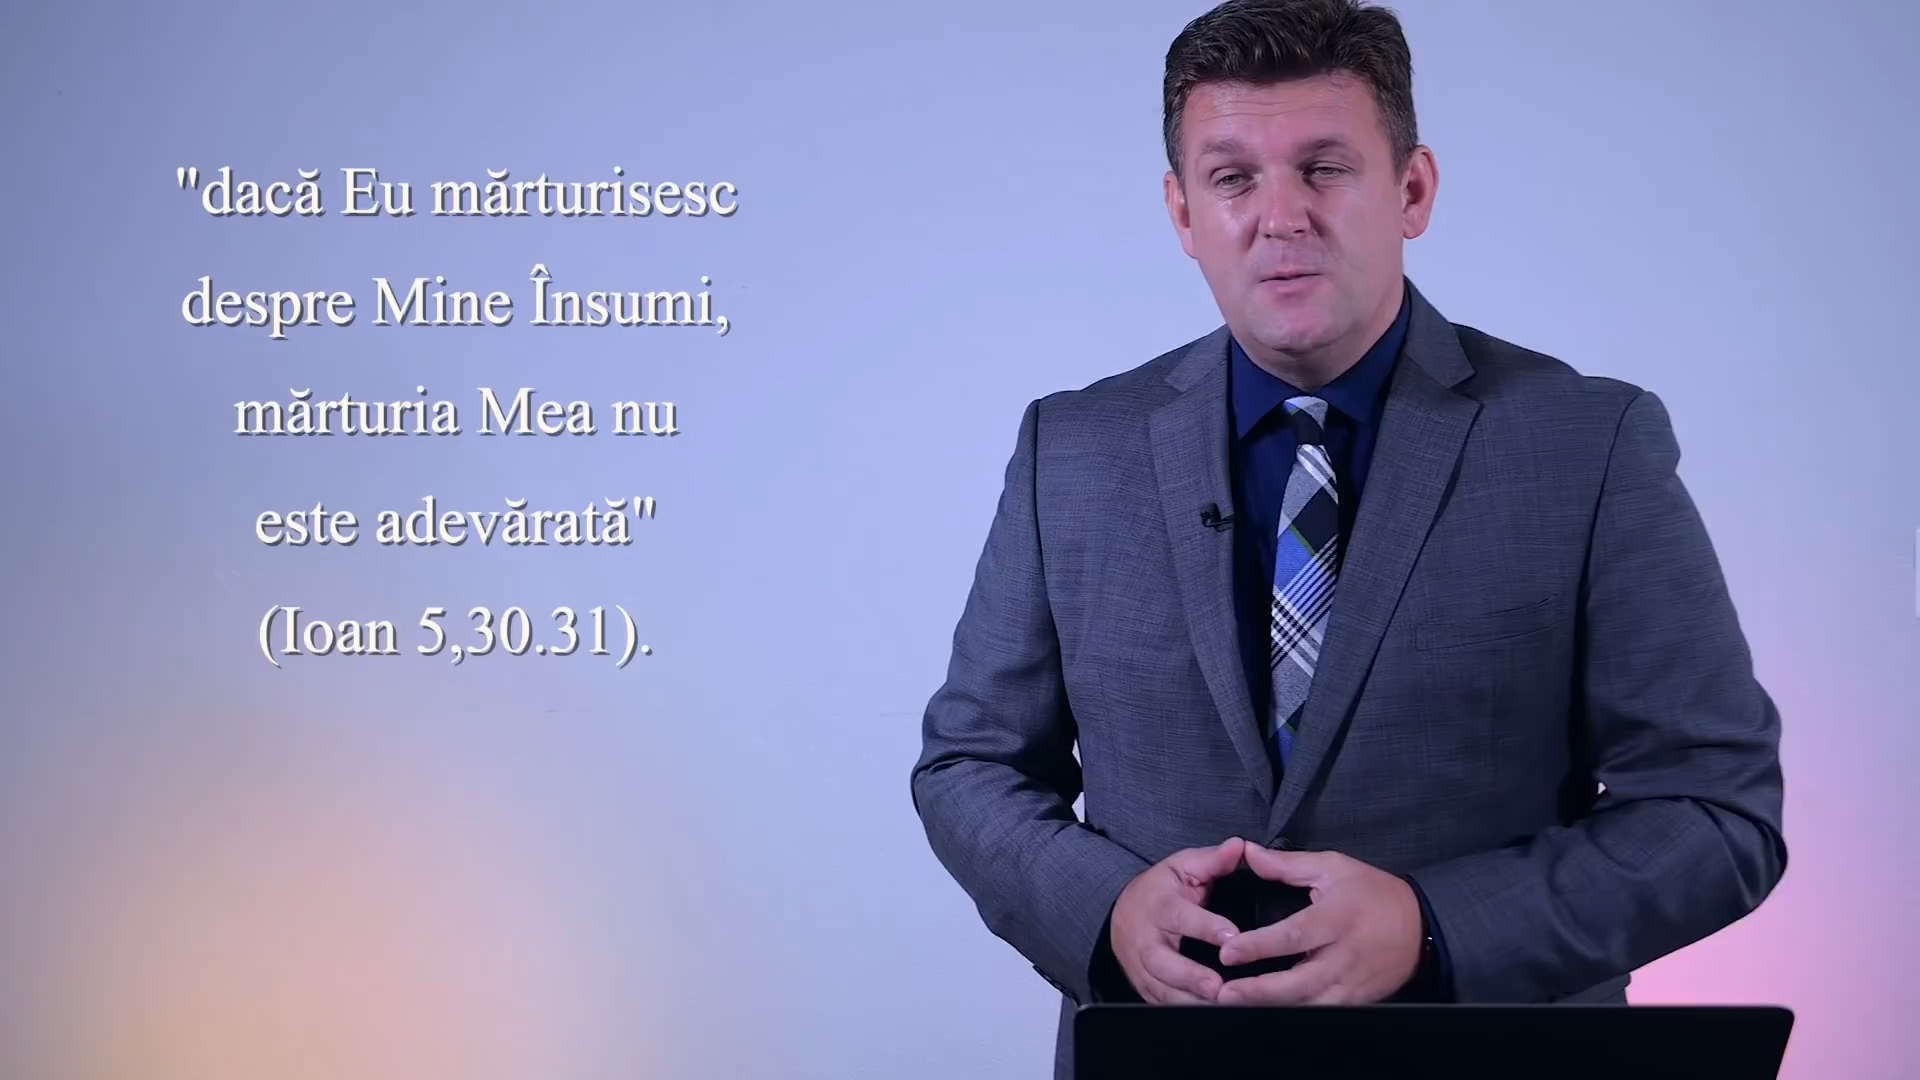 "dacă Eu mărturisesc
despre Mine Însumi,
mărturia Mea nu
este adevărată"
(Ioan 5,30.31).